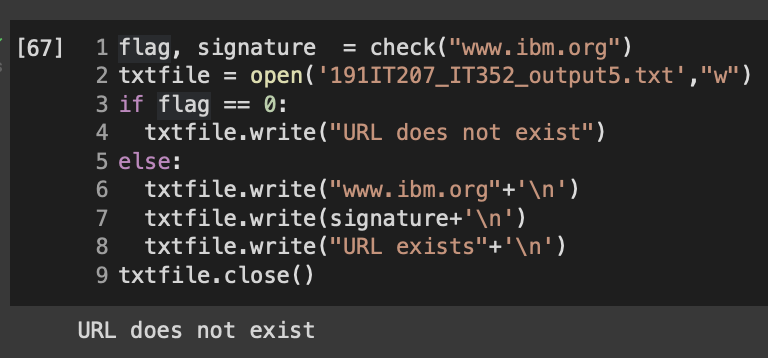 [67] 1 flag, signature  = check("www.ibm.org")
2 txtfile = open('191IT207_IT352_output5.txt',"w")
3 if flag == 0:
4   txtfile.write("URL does not exist")
5 else:
6   txtfile.write("www.ibm.org"+'\n')
7   txtfile.write(signature+'\n')
8   txtfile.write("URL exists"+'\n')
9 txtfile.close()
URL does not exist